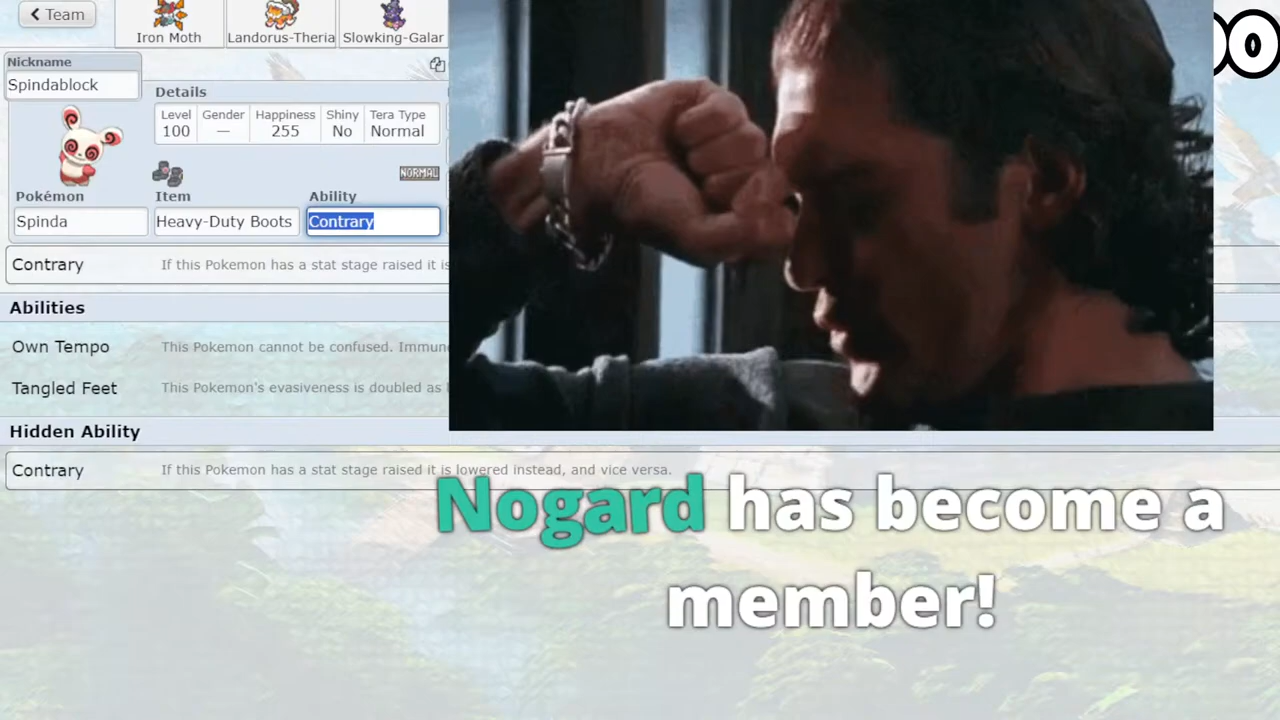 Team
Iron Moth
Landorus-Theria
Slowking-Galar
Nickname
Spindablock
Details
Level Gender Happiness Shiny Tera Type
100 — 255 No Normal
NORMAL
Pokémon Item Ability
Spinda Heavy-Duty Boots Contrary
Contrary If this Pokemon has a stat stage raised it is
Abilities
Own Tempo This Pokemon cannot be confused. Immun
Tangled Feet This Pokemon's evasiveness is doubled as
Hidden Ability
Contrary If this Pokemon has a stat stage raised it is lowered instead, and vice versa.
Nogard has become a
member!